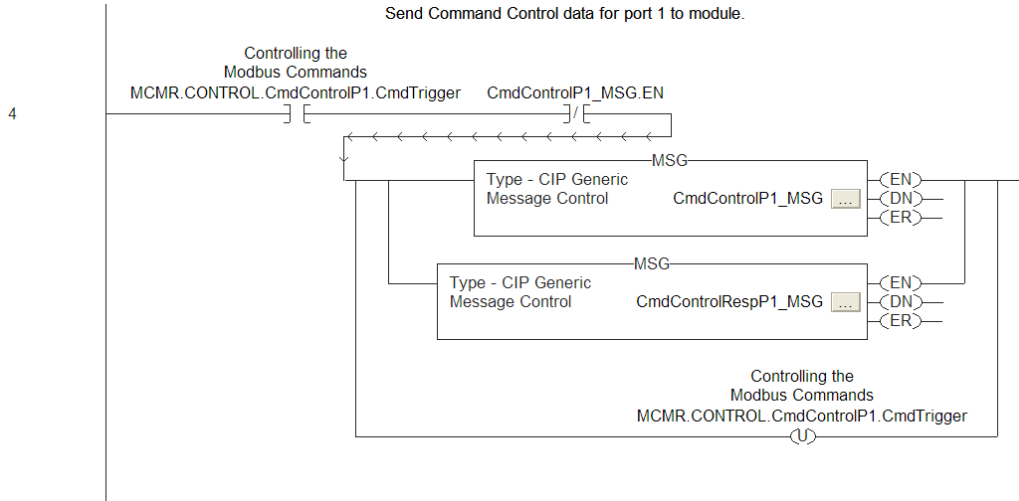 Send Command Control data for port 1 to module.
Controlling the
Modbus Commands
MCMR.CONTROL.CmdControlP1.CmdTrigger
CmdControlP1_MSG.EN
4
MSG
Type - CIP Generic
Message Control
CmdControlP1_MSG
...
EN
DN
ER
MSG
Type - CIP Generic
Message Control
CmdControlRespP1_MSG
...
EN
DN
ER
Controlling the
Modbus Commands
MCMR.CONTROL.CmdControlP1.CmdTrigger
U